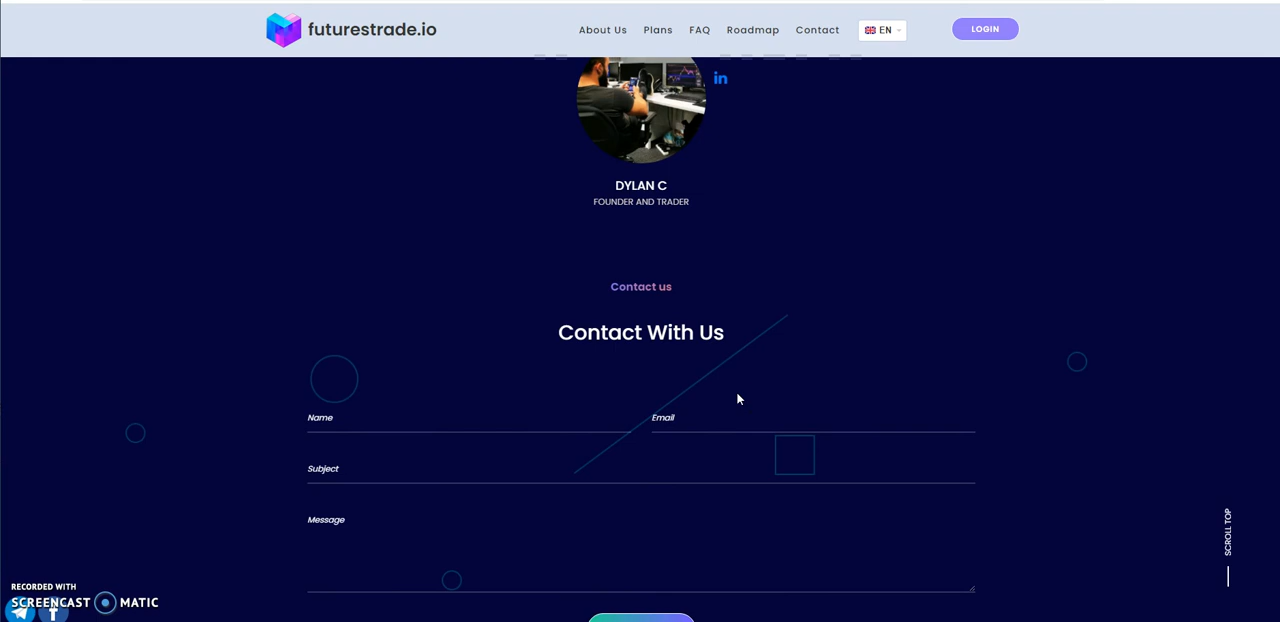 futurestrade.io
About Us Plans FAQ Roadmap Contact EN LOGIN
in
DYLAN C
FOUNDER AND TRADER
Contact us
Contact With Us
Name Email
Subject
Message
SCROLL TOP
RECORDED WITH
SCREENCAST MATIC